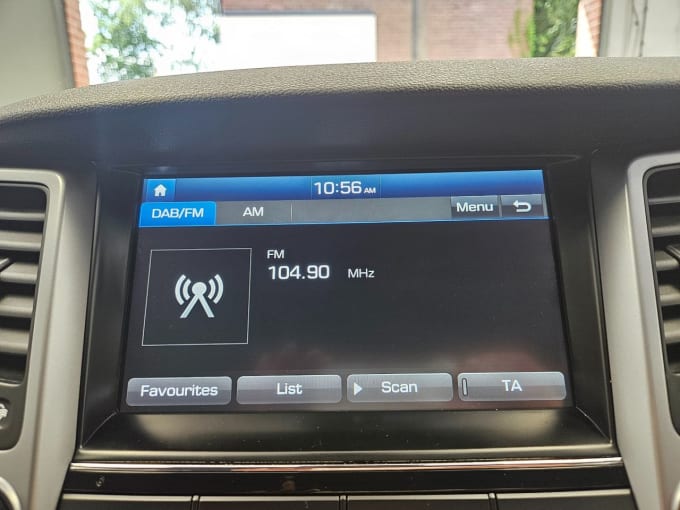 10:56 AM
DAB/FM AM Menu
FM
104.90 MHz
Favourites List Scan TA